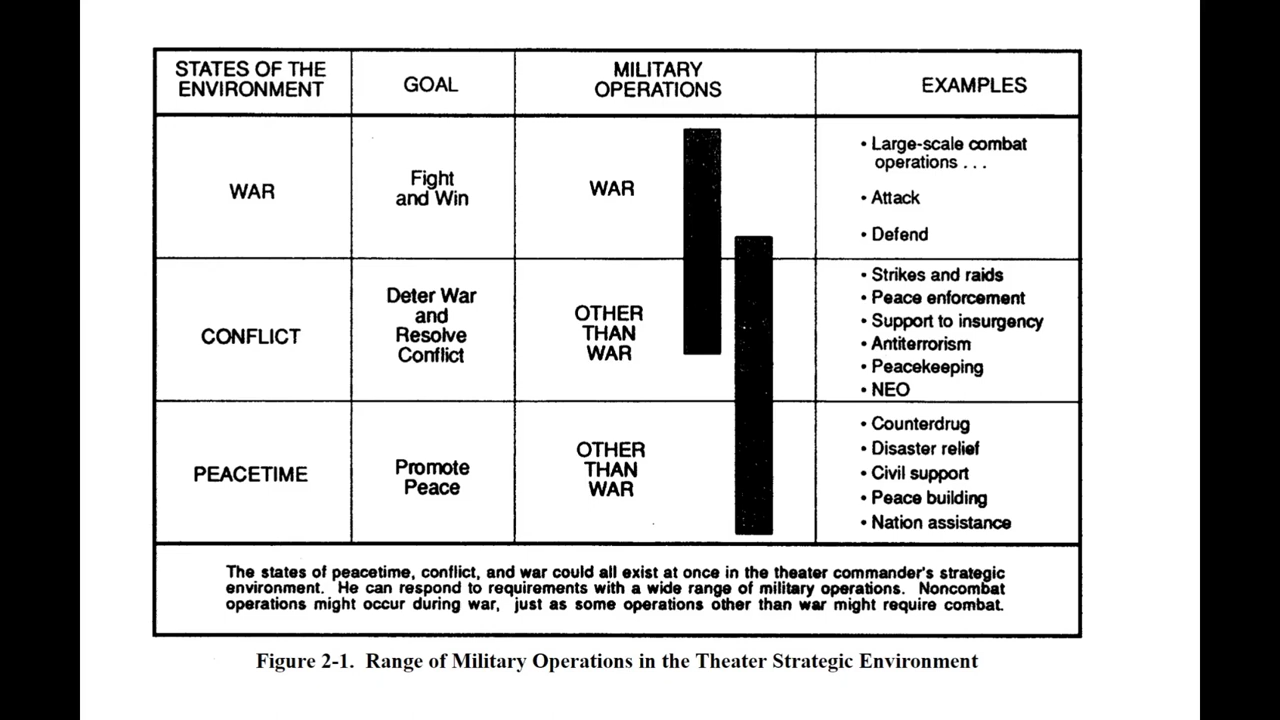 STATES OF THE
ENVIRONMENT
GOAL
MILITARY
OPERATIONS
EXAMPLES
WAR
Fight
and Win
WAR
• Large-scale combat
operations . . .
• Attack
• Defend
CONFLICT
Deter War
and
Resolve
Conflict
OTHER
THAN
WAR
• Strikes and raids
• Peace enforcement
• Support to insurgency
• Antiterrorism
• Peacekeeping
• NEO
PEACETIME
Promote
Peace
OTHER
THAN
WAR
• Counterdrug
• Disaster relief
• Civil support
• Peace building
• Nation assistance
The states of peacetime, conflict, and war could all exist at once in the theater commander's strategic
environment. He can respond to requirements with a wide range of military operations. Noncombat
operations might occur during war, just as some operations other than war might require combat.
Figure 2-1. Range of Military Operations in the Theater Strategic Environment